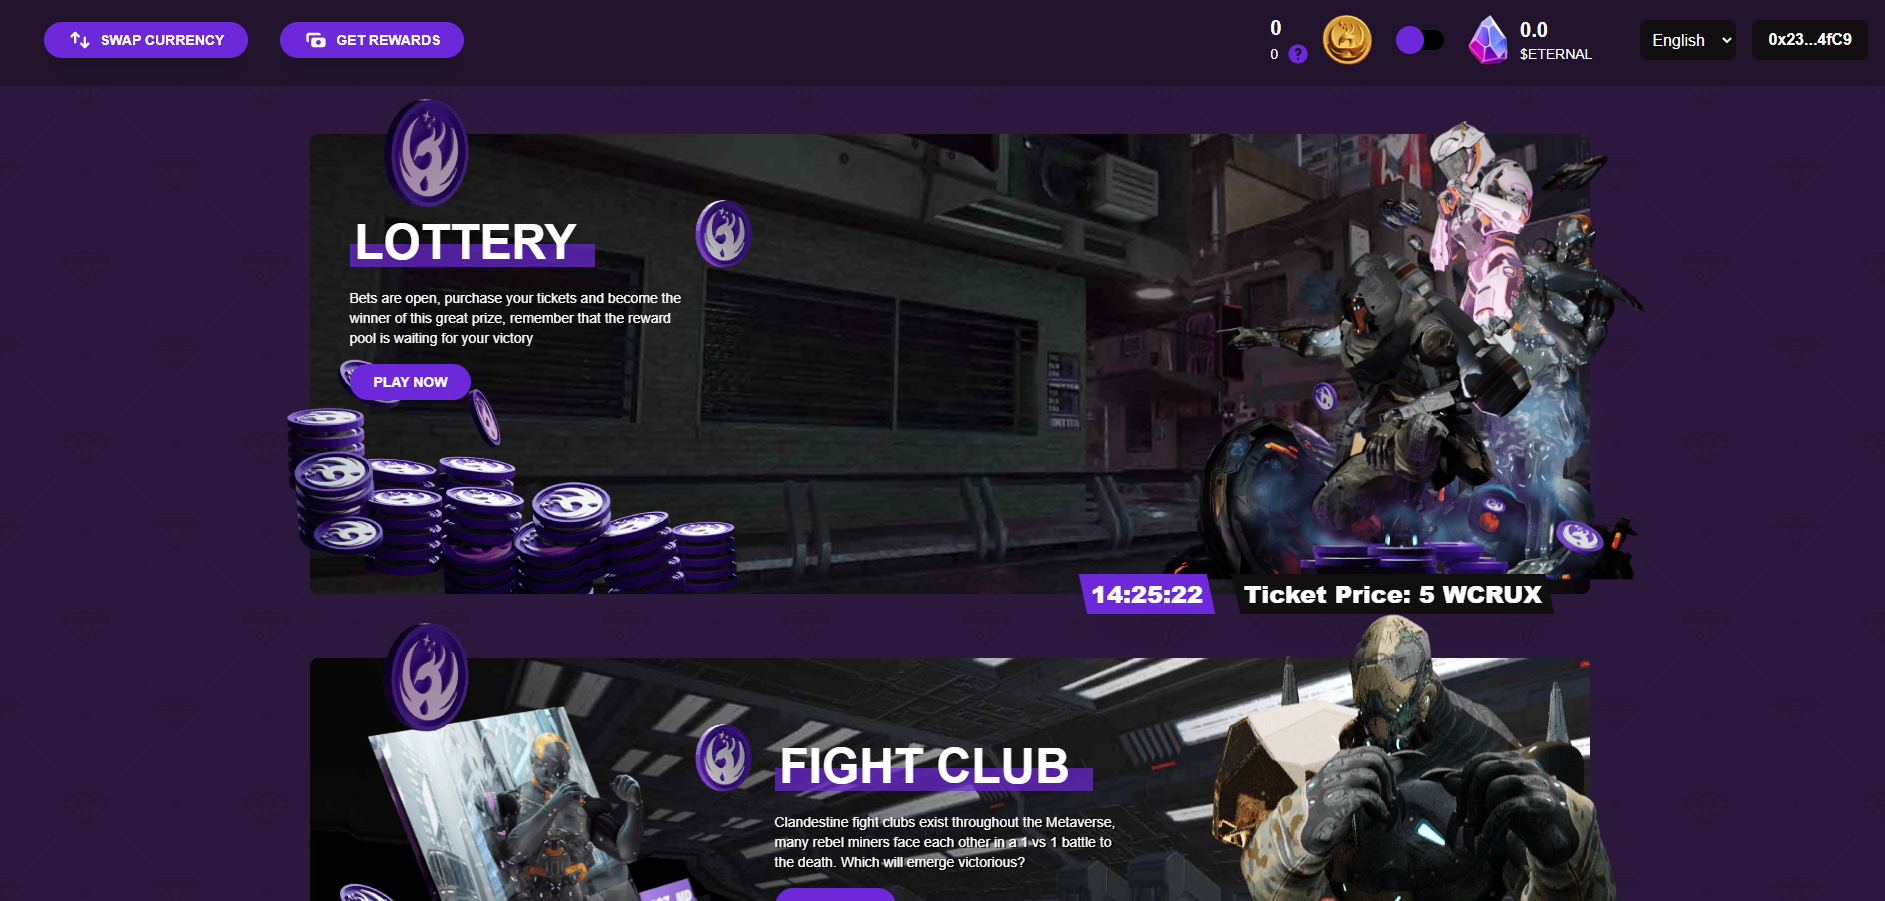 SWAP CURRENCY
GET REWARDS
0
0 ?
0.0
$ETERNAL
English
0x23...4fC9
LOTTERY
Bets are open, purchase your tickets and become the
winner of this great prize, remember that the reward
pool is waiting for your victory
PLAY NOW
14:25:22
Ticket Price: 5 WCRUX
FIGHT CLUB
Clandestine fight clubs exist throughout the Metaverse,
many rebel miners face each other in a 1 vs 1 battle to
the death. Which will emerge victorious?